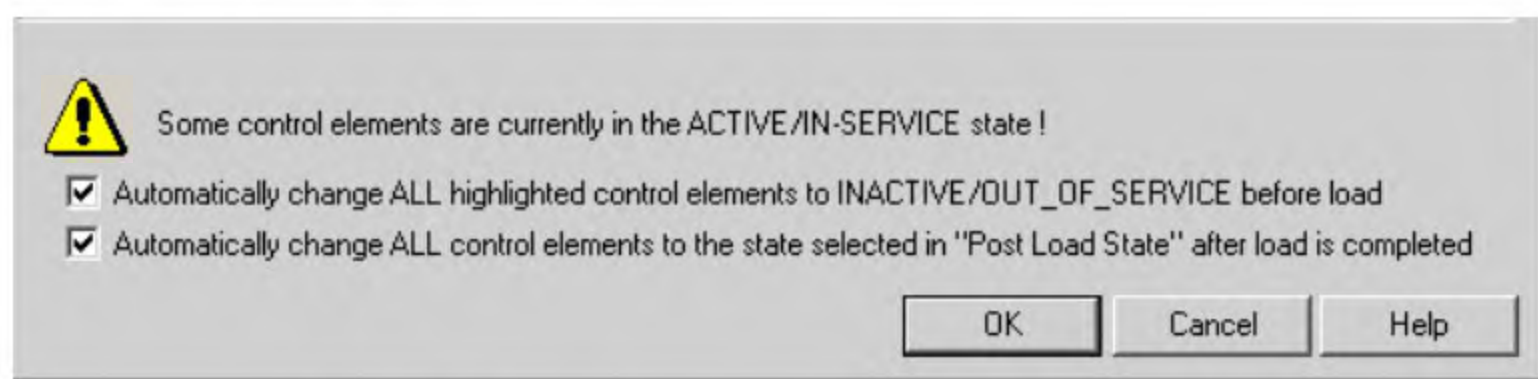 Some control elements are currently in the ACTIVE/IN-SERVICE state !
Automatically change ALL highlighted control elements to INACTIVE/OUT_OF_SERVICE before load
Automatically change ALL control elements to the state selected in "Post Load State" after load is completed
OK Cancel Help